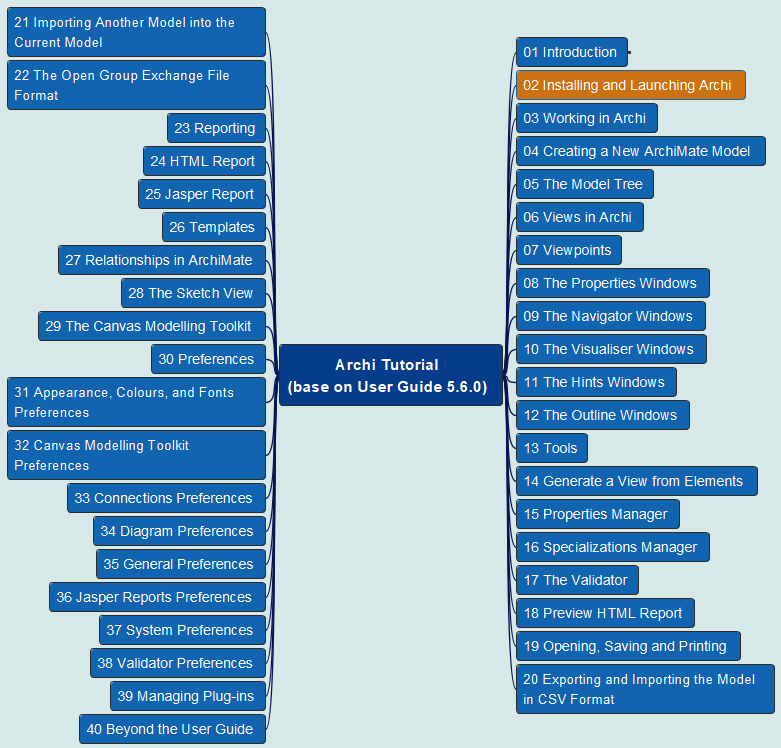 Archi Tutorial
(base on User Guide 5.6.0)
01 Introduction
02 Installing and Launching Archi
03 Working in Archi
04 Creating a New ArchiMate Model
05 The Model Tree
06 Views in Archi
07 Viewpoints
08 The Properties Windows
09 The Navigator Windows
10 The Visualiser Windows
11 The Hints Windows
12 The Outline Windows
13 Tools
14 Generate a View from Elements
15 Properties Manager
16 Specializations Manager
17 The Validator
18 Preview HTML Report
19 Opening, Saving and Printing
20 Exporting and Importing the Model
in CSV Format
21 Importing Another Model into the
Current Model
22 The Open Group Exchange File
Format
23 Reporting
24 HTML Report
25 Jasper Report
26 Templates
27 Relationships in ArchiMate
28 The Sketch View
29 The Canvas Modelling Toolkit
30 Preferences
31 Appearance, Colours, and Fonts
Preferences
32 Canvas Modelling Toolkit
Preferences
33 Connections Preferences
34 Diagram Preferences
35 General Preferences
36 Jasper Reports Preferences
37 System Preferences
38 Validator Preferences
39 Managing Plug-ins
40 Beyond the User Guide